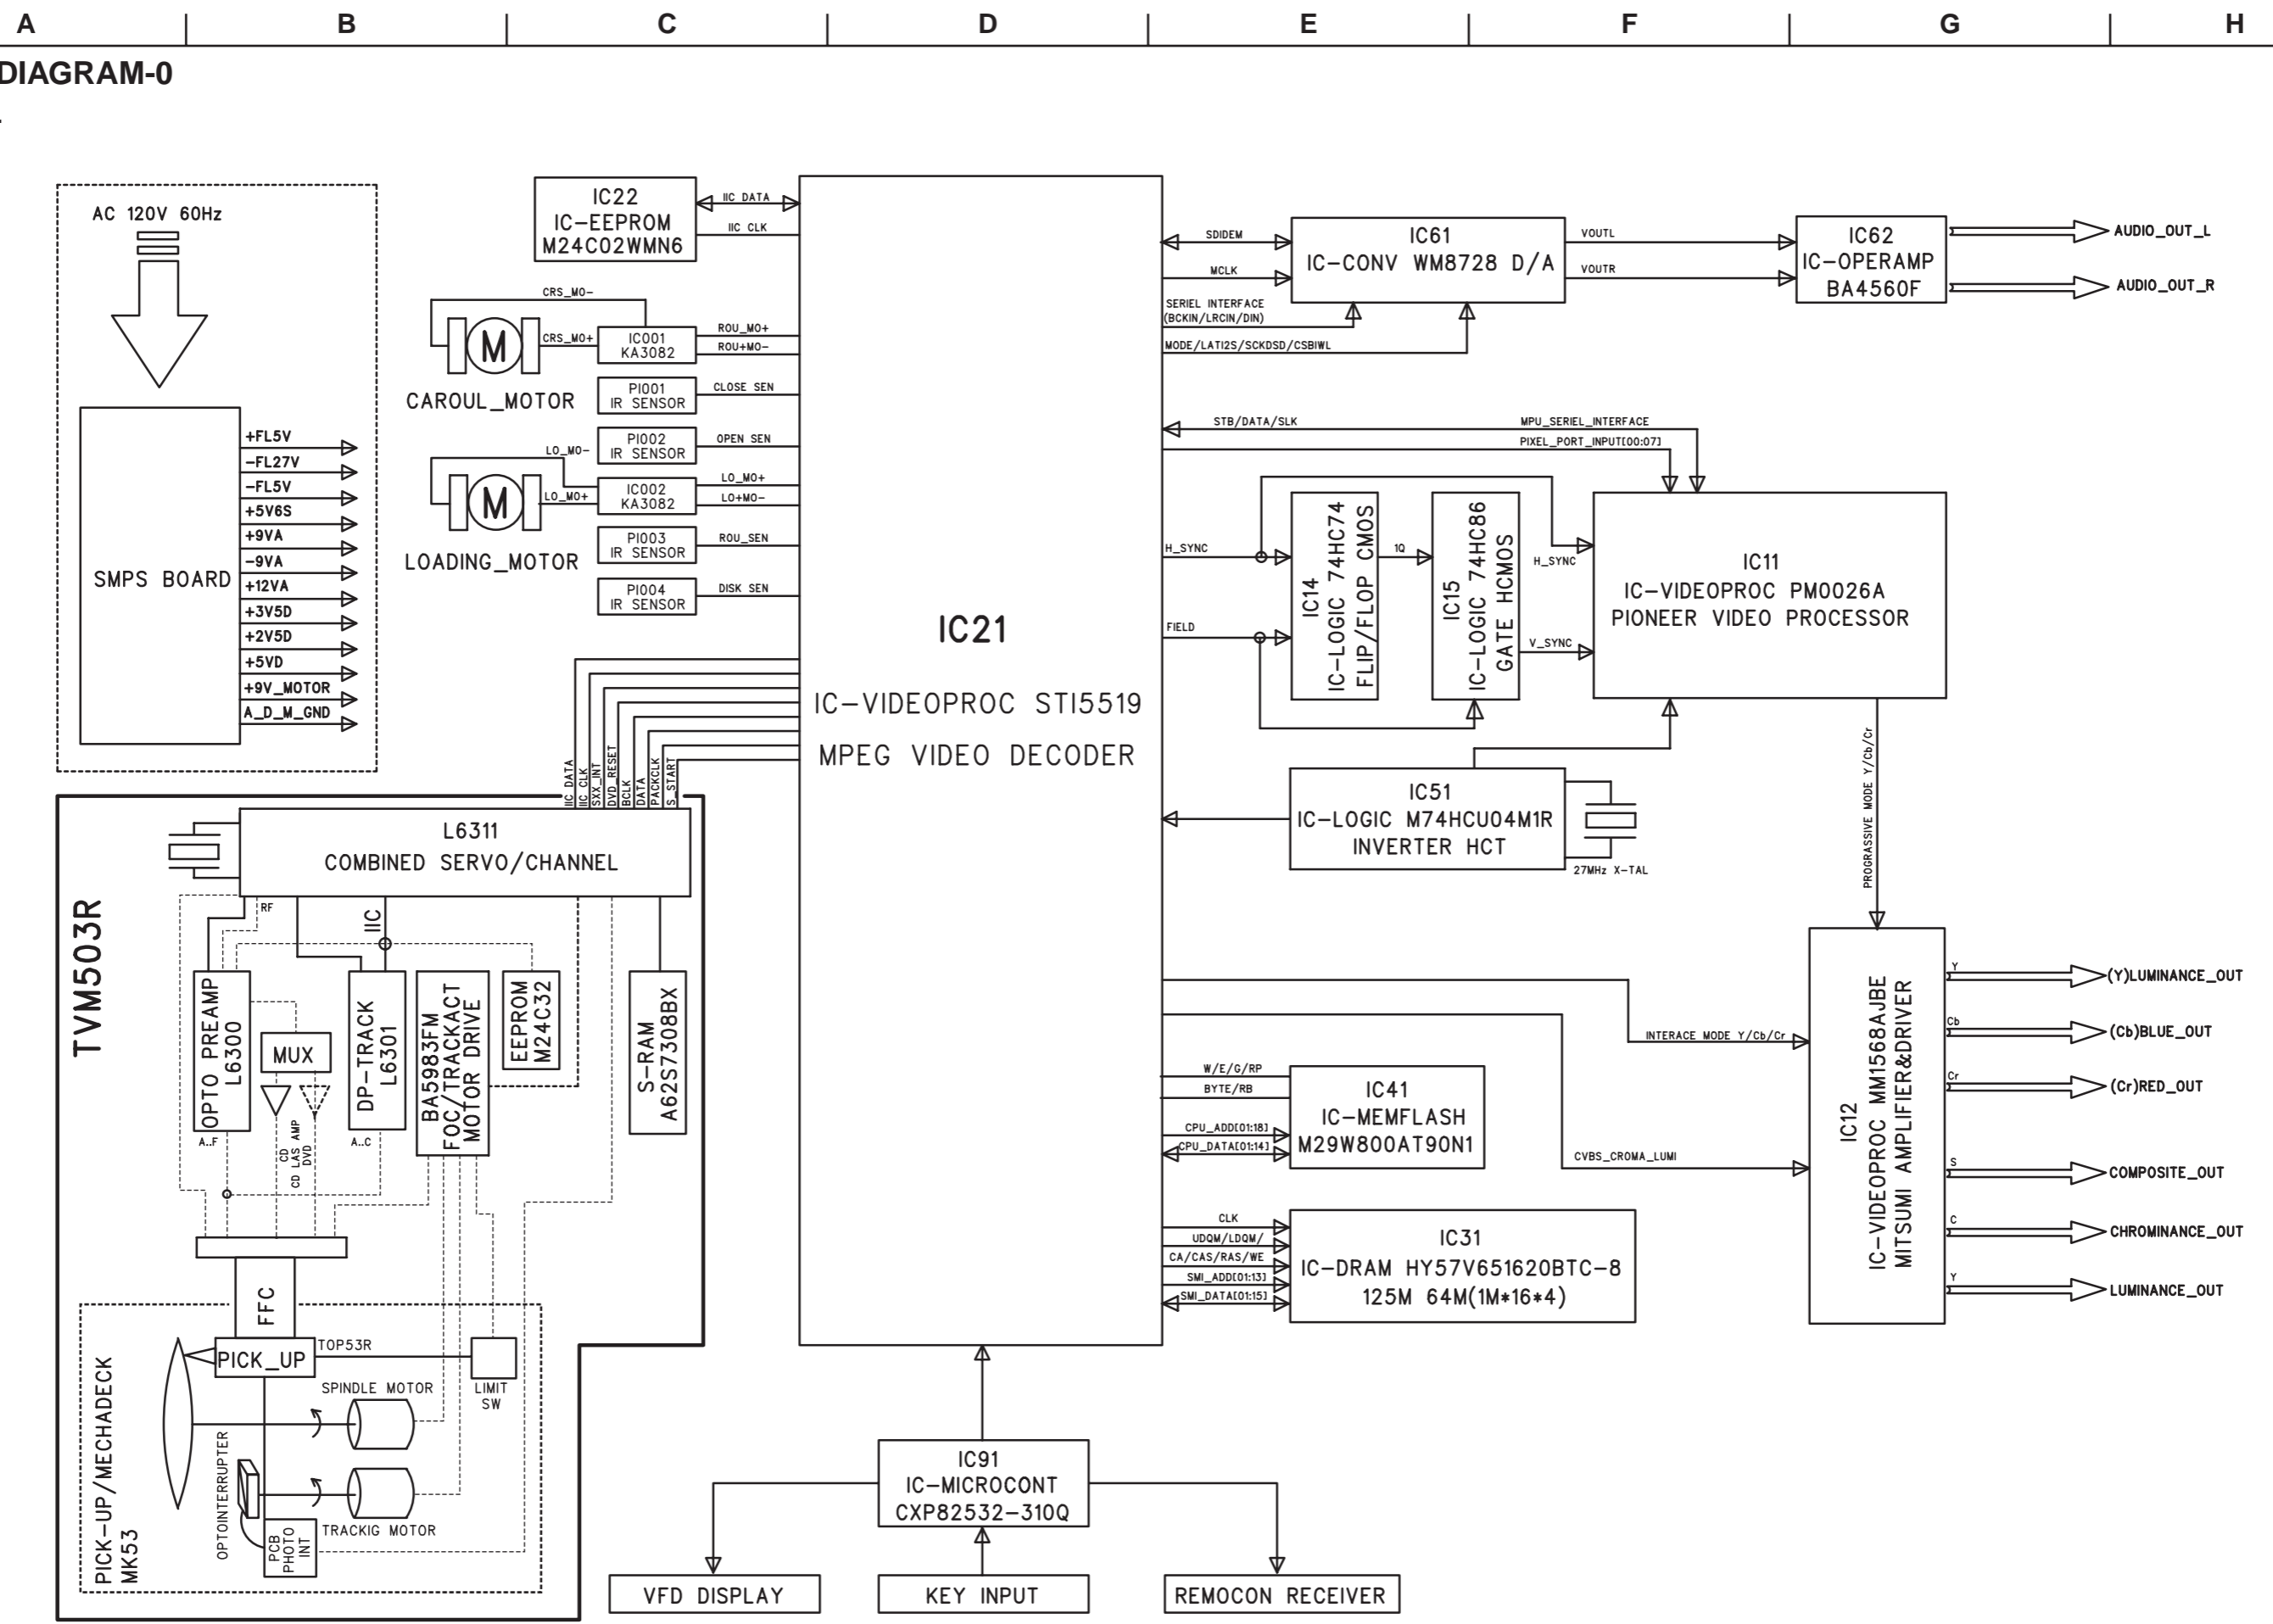 A B C D E F G H
DIAGRAM-0
AC 120V 60Hz
SMPS BOARD
+FL5V
-FL27V
-FL5V
+5V6S
+9VA
-9VA
+12VA
+3V5D
+2V5D
+5VD
+9V_MOTOR
A_D_M_GND
IC22
IC-EEPROM
M24C02WMN6
IIC DATA
IIC CLK
CRS_MO-
CRS_MO+
M
CAROUL_MOTOR
IC001
KA3082
ROU_MO+
ROU+MO-
PI001
IR SENSOR
CLOSE SEN
PI002
IR SENSOR
OPEN SEN
LO_MO-
LO_MO+
M
LOADING_MOTOR
IC002
KA3082
LO_MO+
LO+MO-
PI003
IR SENSOR
ROU_SEN
PI004
IR SENSOR
DISK SEN
IC21
IC-VIDEOPROC STI5519
MPEG VIDEO DECODER
IIC DATA
IIC CLK
SXX_INT
DVD_RESET
BCLK
DATA
PACKCLK
S_START
SDIDEM
MCLK
SERIEL INTERFACE
(BCKIN/LRCIN/DIN)
MODE/LATI2S/SCKDSD/CSBIWL
IC61
IC-CONV WM8728 D/A
VOUTL
VOUTR
IC62
IC-OPERAMP
BA4560F
AUDIO_OUT_L
AUDIO_OUT_R
STB/DATA/SLK
MPU_SERIEL_INTERFACE
PIXEL_PORT_INPUT[00:07]
H_SYNC
FIELD
IC14
IC-LOGIC 74HC74
FLIP/FLOP CMOS
1Q
IC15
IC-LOGIC 74HC86
GATE HCMOS
H_SYNC
V_SYNC
IC11
IC-VIDEOPROC PM0026A
PIONEER VIDEO PROCESSOR
IC51
IC-LOGIC M74HCU04M1R
INVERTER HCT
27MHz X-TAL
PROGRASSIVE MODE Y/Cb/Cr
INTERACE MODE Y/Cb/Cr
CVBS_CROMA_LUMI
IC12
IC-VIDEOPROC MM1568AJBE
MITSUMI AMPLIFIER&DRIVER
Y
(Y)LUMINANCE_OUT
Cb
(Cb)BLUE_OUT
Cr
(Cr)RED_OUT
S
COMPOSITE_OUT
C
CHROMINANCE_OUT
Y
LUMINANCE_OUT
W/E/G/RP
BYTE/RB
CPU_ADD[01:18]
CPU_DATA[01:14]
IC41
IC-MEMFLASH
M29W800AT90N1
CLK
UDQM/LDQM/
CA/CAS/RAS/WE
SMI_ADD[01:13]
SMI_DATA[01:15]
IC31
IC-DRAM HY57V651620BTC-8
125M 64M(1M*16*4)
TVM503R
L6311
COMBINED SERVO/CHANNEL
RF
IIC
OPTO PREAMP
L6300
A..F
MUX
CD
CD LAS AMP
DVD
DP-TRACK
L6301
A..C
BA5983FM
FOC/TRACKACT
MOTOR DRIVE
EEPROM
M24C32
S-RAM
A62S7308BX
FFC
PICK_UP
TOP53R
LIMIT
SW
SPINDLE MOTOR
OPTOINTERRUPTER
TRACKIG MOTOR
PCB
PHOTO
INT
PICK-UP/MECHADECK
MK53
IC91
IC-MICROCONT
CXP82532-310Q
VFD DISPLAY
KEY INPUT
REMOCON RECEIVER